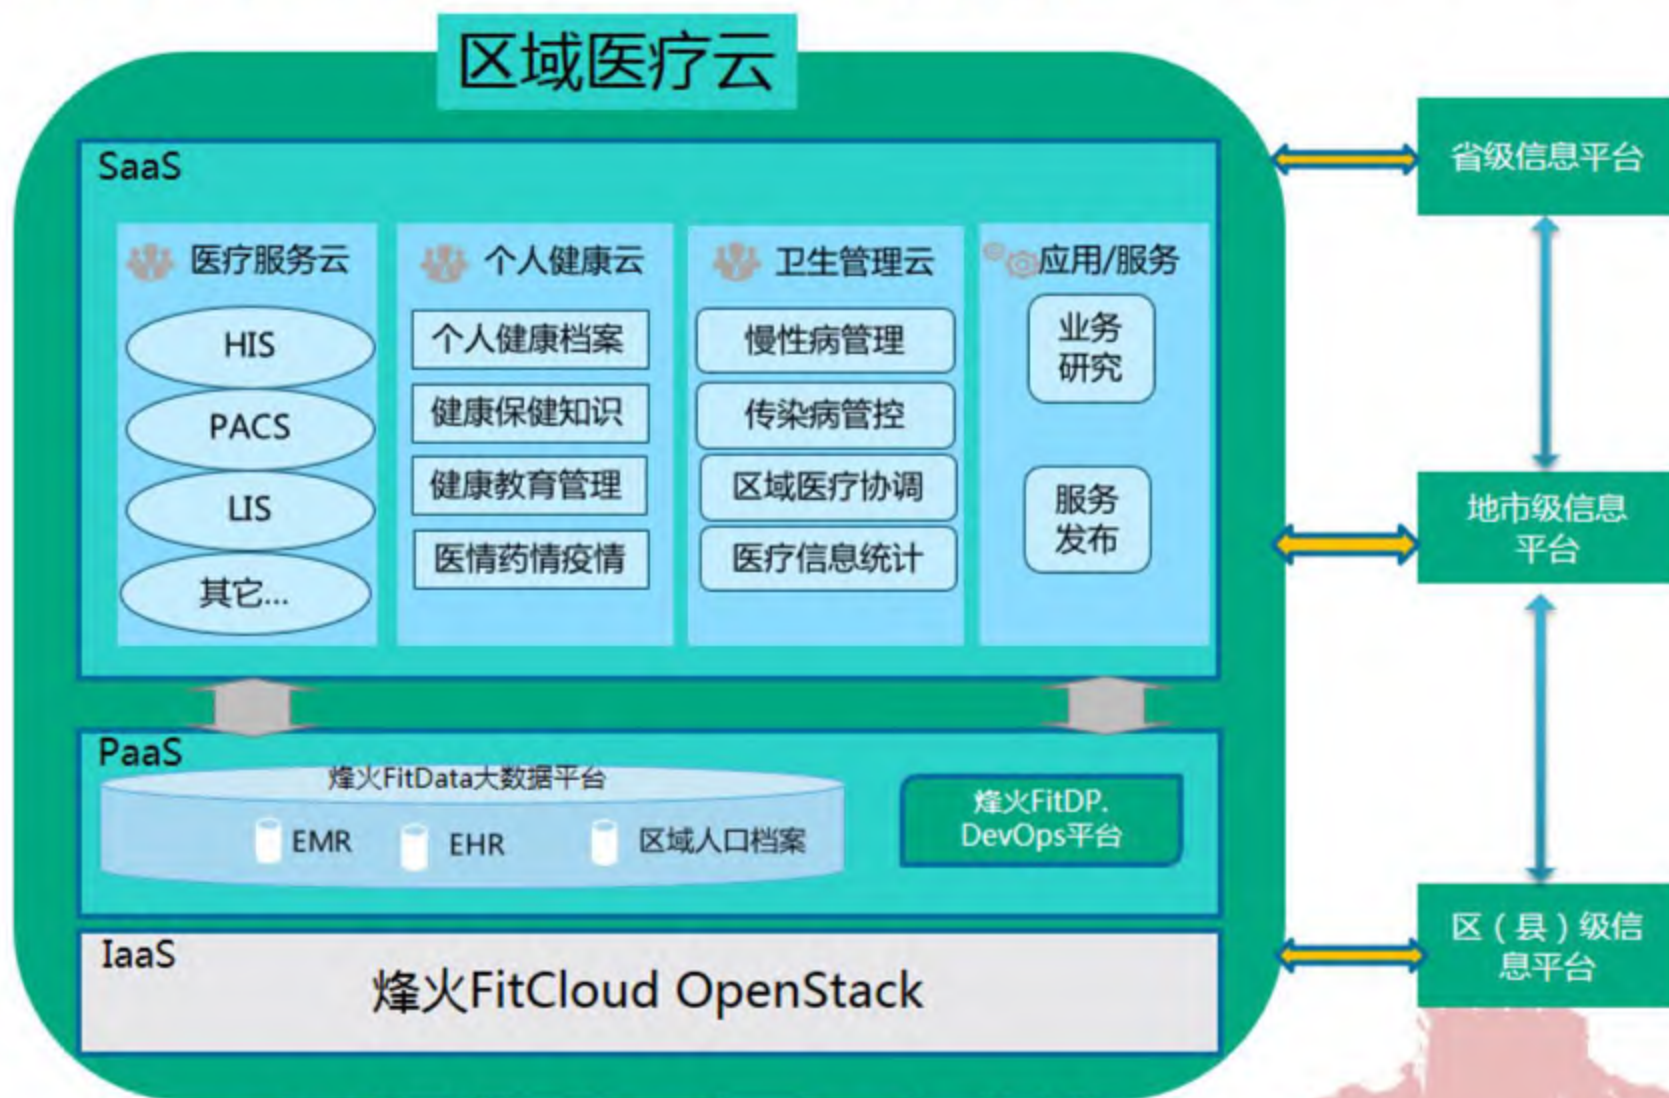 区域医疗云
SaaS
医疗服务云
HIS
PACS
LIS
其它...
个人健康云
个人健康档案
健康保健知识
健康教育管理
医情药情疫情
卫生管理云
慢性病管理
传染病管控
区域医疗协调
医疗信息统计
应用/服务
业务
研究
服务
发布
PaaS
烽火FitData大数据平台
EMR
EHR
区域人口档案
烽火FitDP.
DevOps平台
IaaS
烽火FitCloud OpenStack
省级信息平台
地市级信息
平台
区（县）级信
息平台